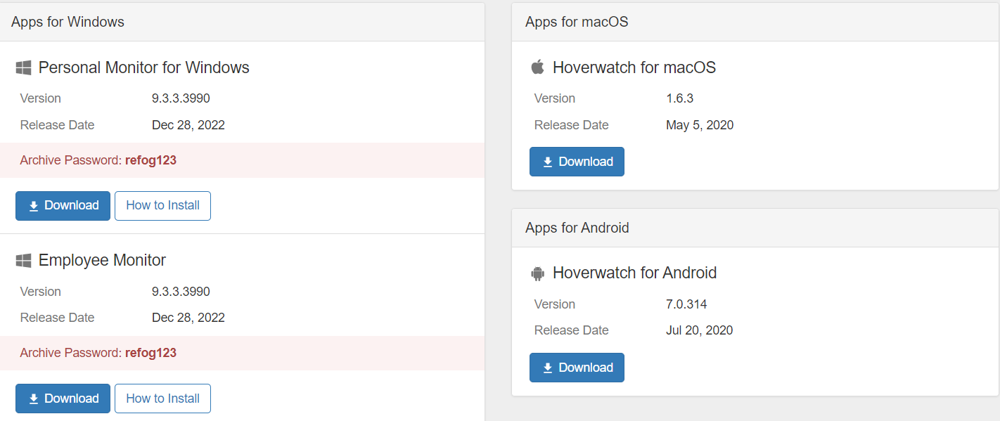 Apps for Windows
Personal Monitor for Windows
Version 9.3.3.3990
Release Date Dec 28, 2022
Archive Password: refog123
Download How to Install
Employee Monitor
Version 9.3.3.3990
Release Date Dec 28, 2022
Archive Password: refog123
Download How to Install
Apps for macOS
Hoverwatch for macOS
Version 1.6.3
Release Date May 5, 2020
Download
Apps for Android
Hoverwatch for Android
Version 7.0.314
Release Date Jul 20, 2020
Download